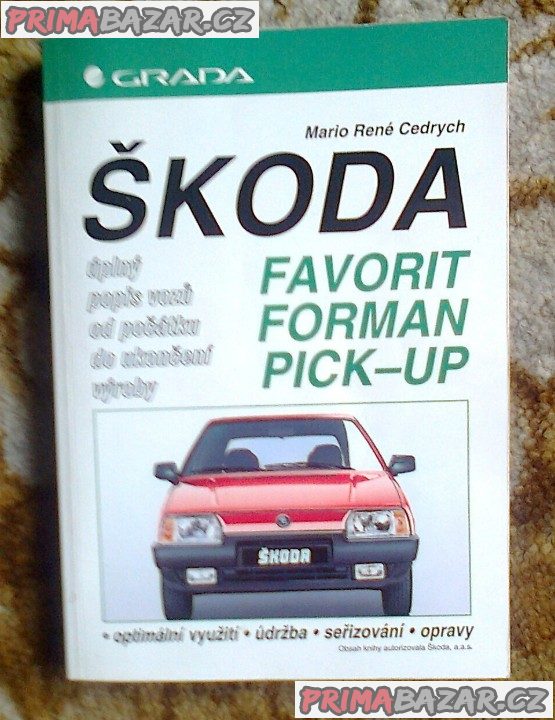 PRIMABAZAR.CZ
GRADA
Mario René Cedrych
ŠKODA
úplný
popis vozů
od počátku
do ukončení
výroby
FAVORIT
FORMAN
PICK–UP
ŠKODA
• optimální využití • údržba • seřizování • opravy
Obsah knihy autorizovala Škoda, a.a.s.
PRIMABAZAR.CZ